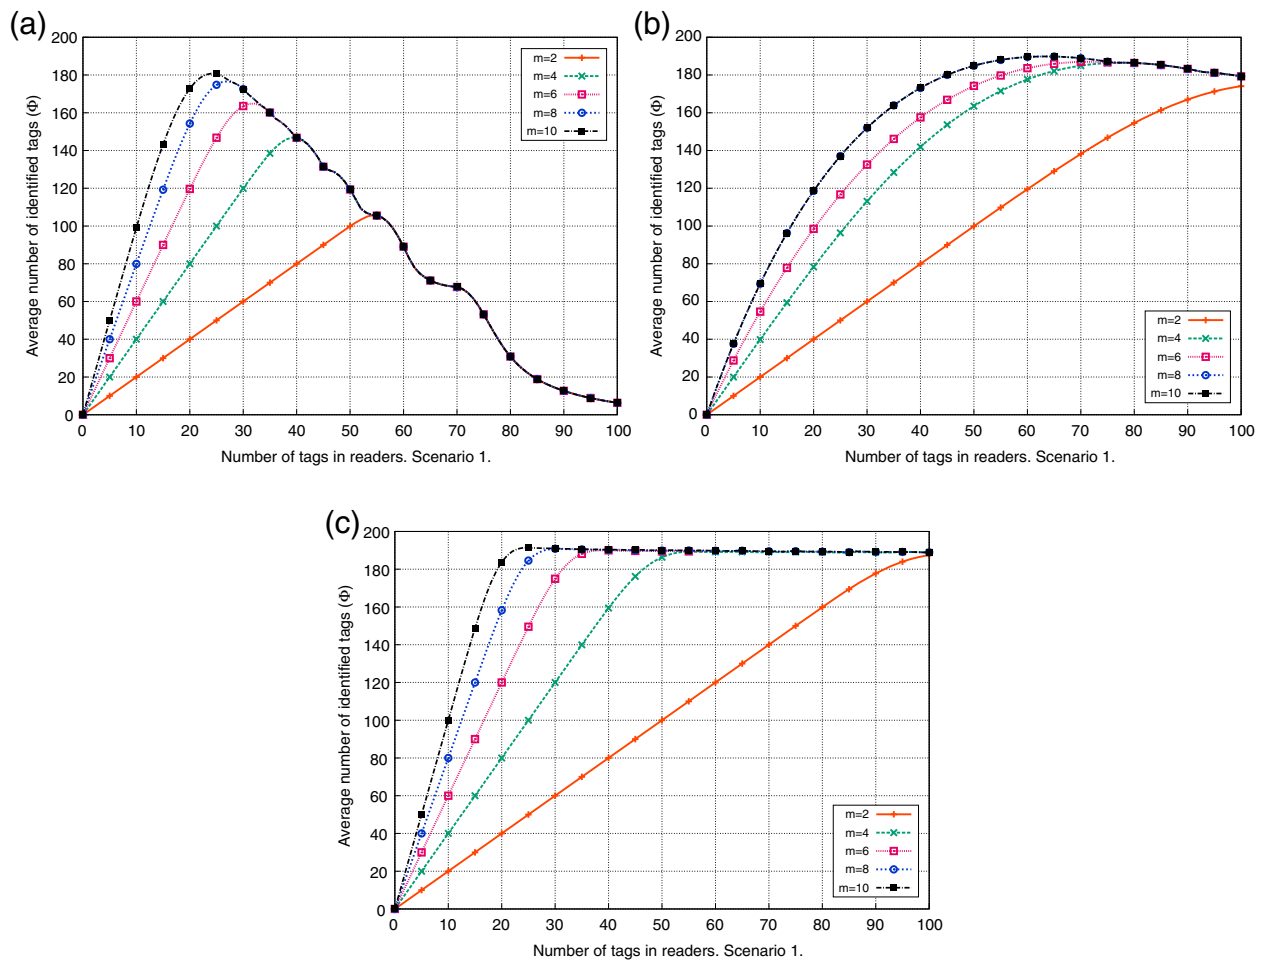 (a)
Average number of identified tags (Φ)
200
180
160
140
120
100
80
60
40
20
0
m=2
m=4
m=6
m=8
m=10
0 10 20 30 40 50 60 70 80 90 100
Number of tags in readers. Scenario 1.
(b)
Average number of identified tags (Φ)
200
180
160
140
120
100
80
60
40
20
0
m=2
m=4
m=6
m=8
m=10
0 10 20 30 40 50 60 70 80 90 100
Number of tags in readers. Scenario 1.
(c)
Average number of identified tags (Φ)
200
180
160
140
120
100
80
60
40
20
0
m=2
m=4
m=6
m=8
m=10
0 10 20 30 40 50 60 70 80 90 100
Number of tags in readers. Scenario 1.